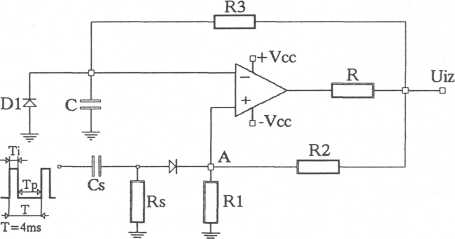 R3
+Vcc
−
R
Uiz
D1
C
+
-Vcc
Ti
A
R2
Cs
Tp
Rs
R1
T
T=4ms